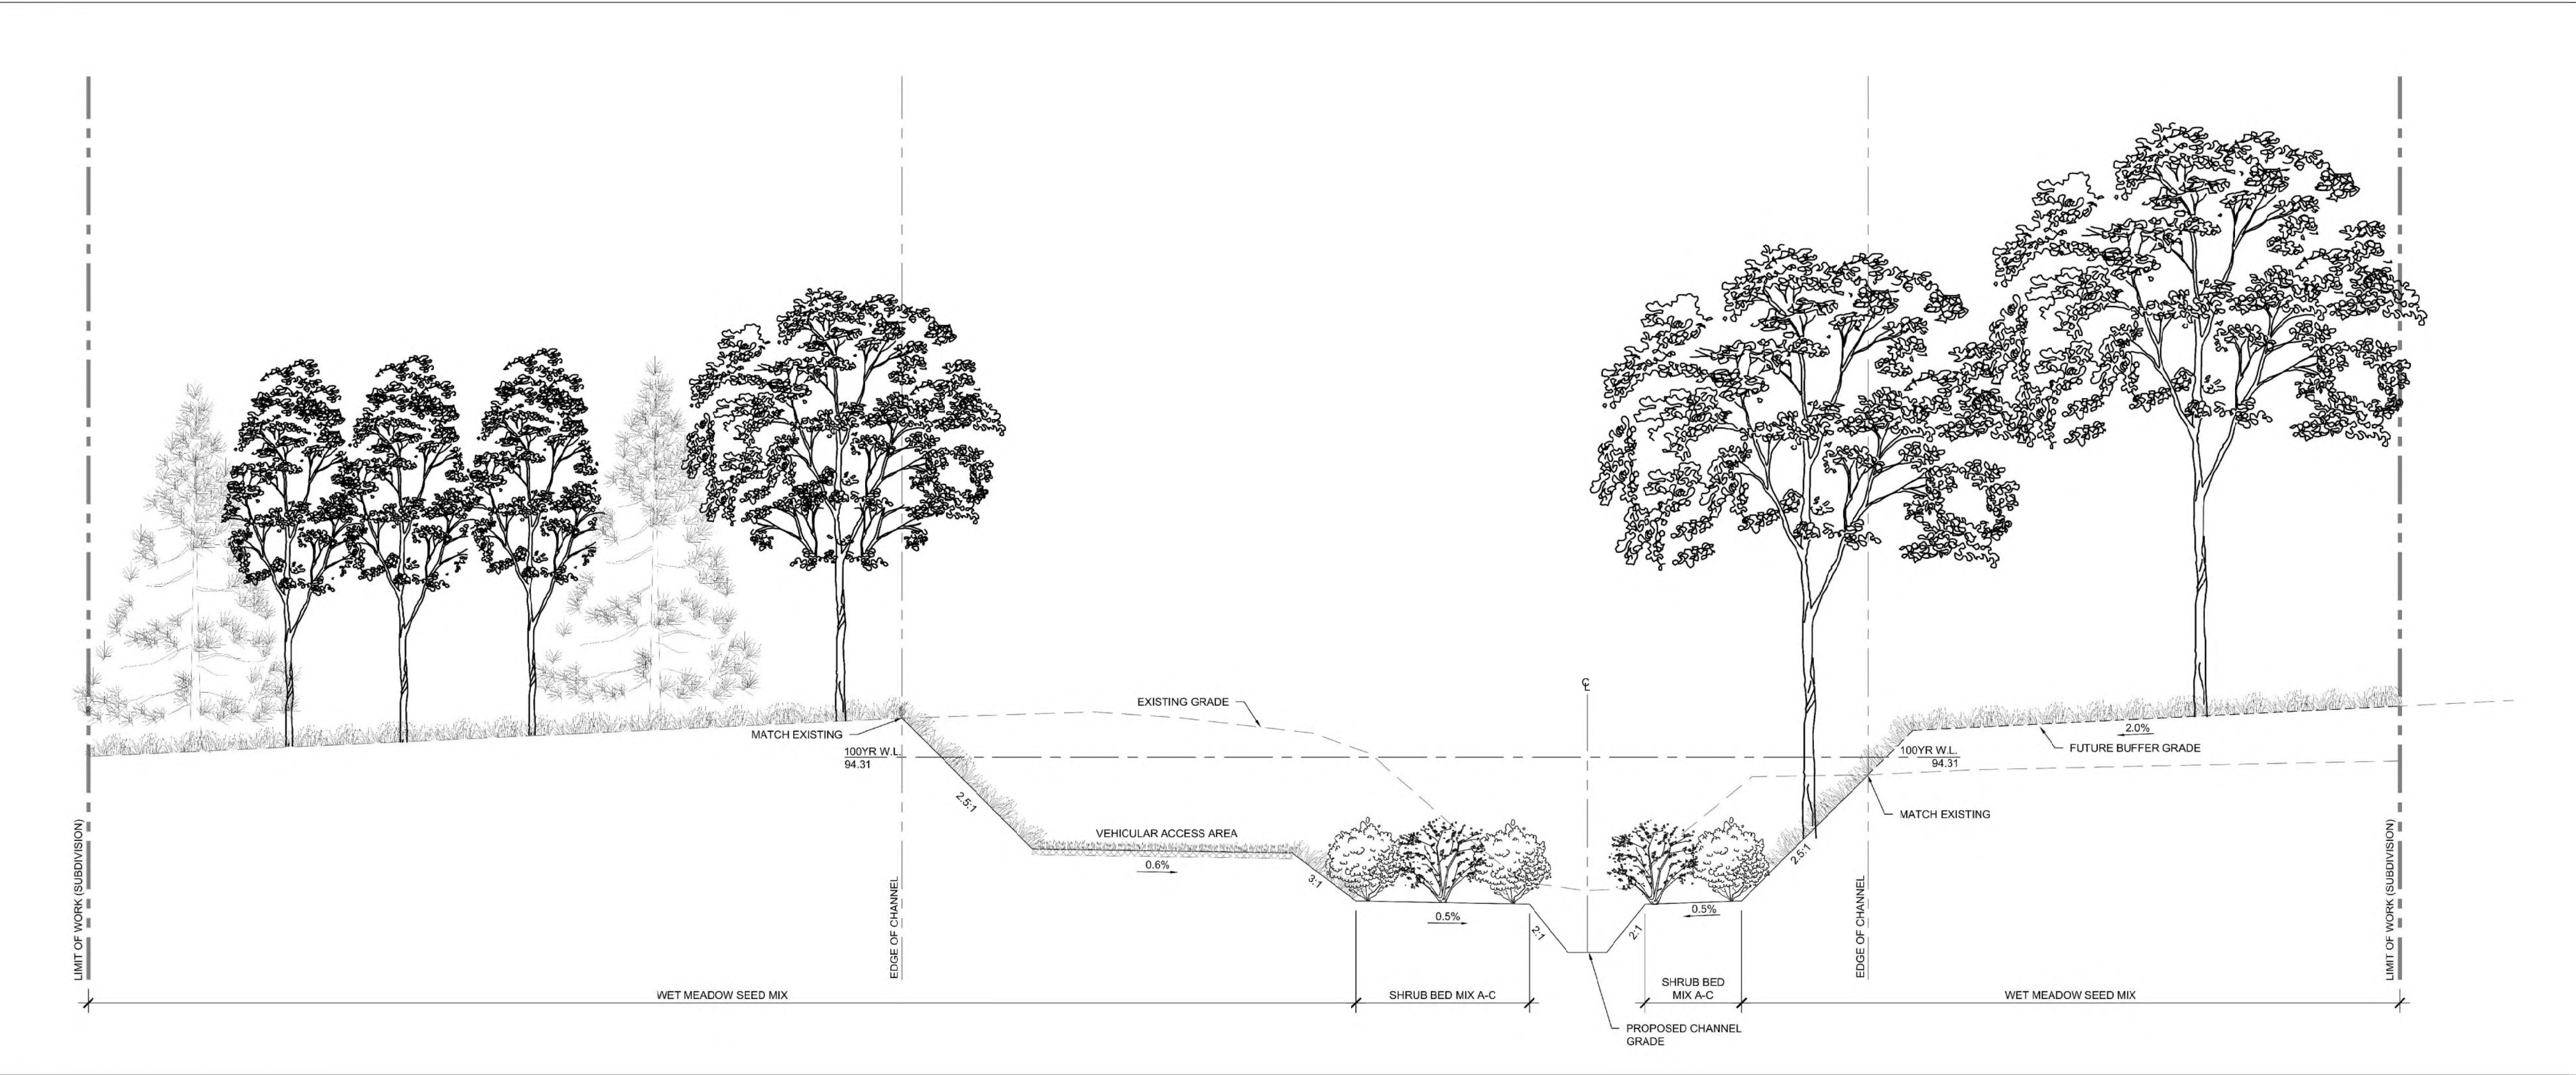 ℄
EXISTING GRADE
MATCH EXISTING
100YR W.L.
94.31
2.0%
FUTURE BUFFER GRADE
100YR W.L.
94.31
MATCH EXISTING
2.5:1
VEHICULAR ACCESS AREA
0.6%
3:1
0.5%
2:1
2:1
0.5%
2.5:1
LIMIT OF WORK (SUBDIVISION)
EDGE OF CHANNEL
EDGE OF CHANNEL
LIMIT OF WORK (SUBDIVISION)
WET MEADOW SEED MIX
SHRUB BED MIX A-C
SHRUB BED
MIX A-C
WET MEADOW SEED MIX
PROPOSED CHANNEL
GRADE